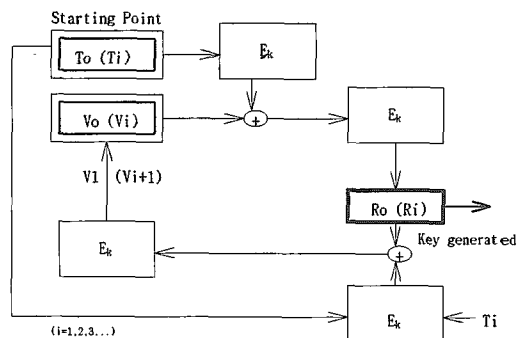 Starting Point
To (Ti)
Ek
Vo (Vi)
+
Ek
V1 (Vi+1)
Ro (Ri)
Key generated
Ek
+
Ek
Ti
(i=1,2,3...)